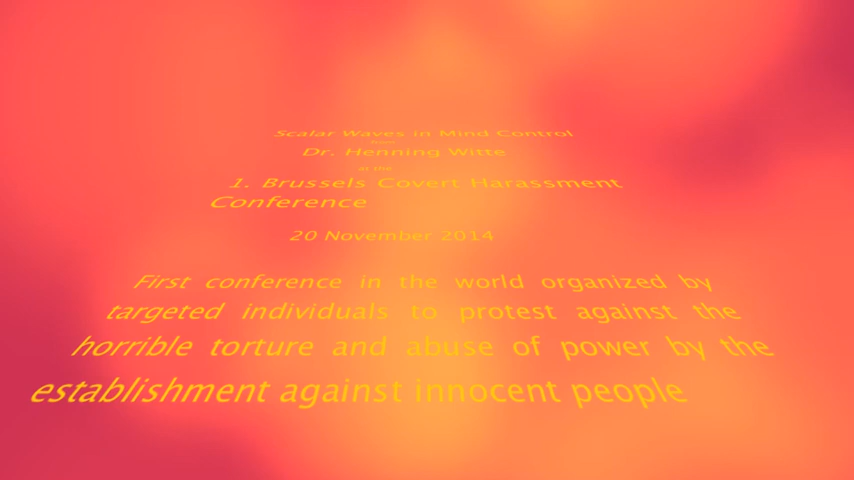 Scalar Waves in Mind Control
Dr. Henning Witte
at the
1. Brussels Covert Harassment
Conference
20 November 2014
First conference in the world organized by
targeted individuals to protest against the
horrible torture and abuse of power by the
establishment against innocent people